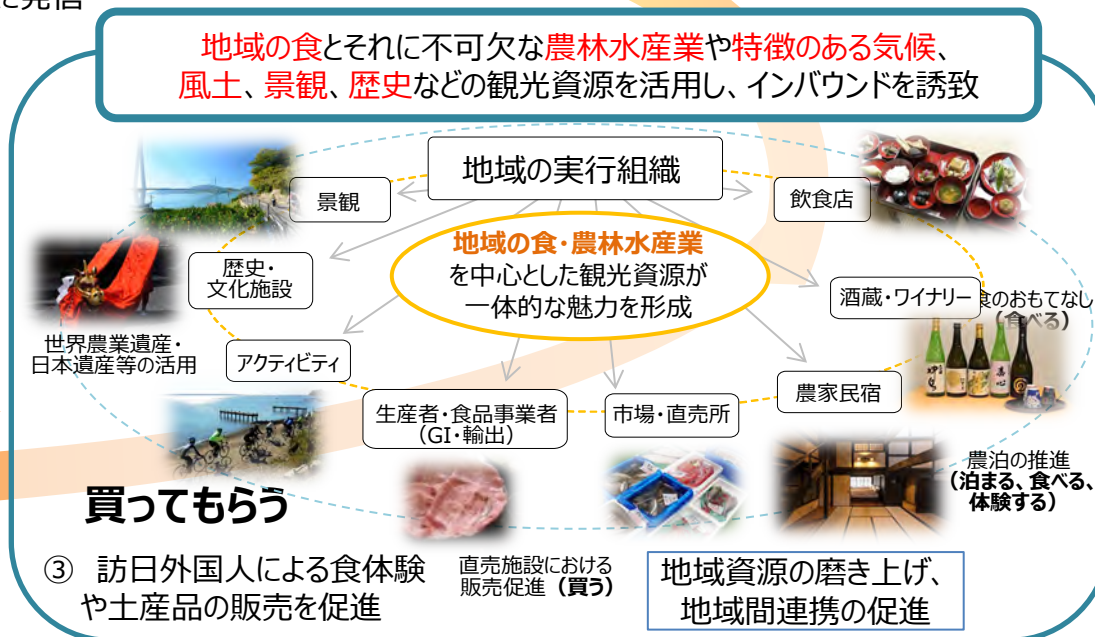 に発信
地域の食とそれに不可欠な農林水産業や特徴のある気候、
風土、景観、歴史などの観光資源を活用し、インバウンドを誘致
地域の実行組織
景観
飲食店
地域の食・農林水産業
を中心とした観光資源が
一体的な魅力を形成
歴史・
文化施設
酒蔵・ワイナリー
食のおもてなし
(食べる)
世界農業遺産・
日本遺産等の活用
アクティビティ
農家民宿
生産者・食品事業者
(GI・輸出)
市場・直売所
農泊の推進
(泊まる、食べる、
体験する)
買ってもらう
③ 訪日外国人による食体験
や土産品の販売を促進
直売施設における
販売促進 (買う)
地域資源の磨き上げ、
地域間連携の促進